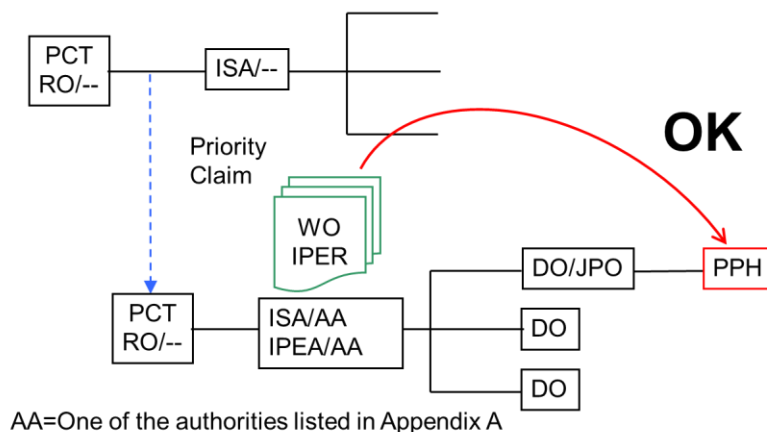 PCT
RO/--
ISA/--
OK
Priority
Claim
WO
IPER
DO/JPO
PPH
PCT
RO/--
ISA/AA
IPEA/AA
DO
DO
AA=One of the authorities listed in Appendix A